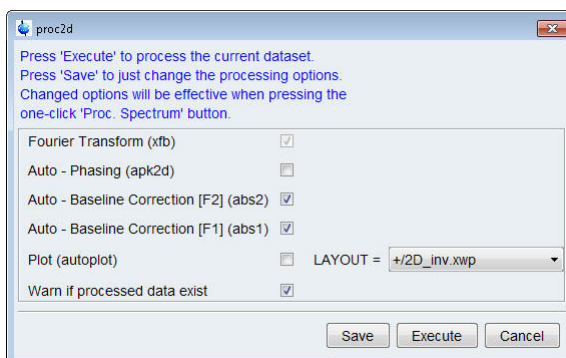 proc2d
Press 'Execute' to process the current dataset.
Press 'Save' to just change the processing options.
Changed options will be effective when pressing the
one-click 'Proc. Spectrum' button.
Fourier Transform (xfb)
Auto - Phasing (apk2d)
Auto - Baseline Correction [F2] (abs2)
Auto - Baseline Correction [F1] (abs1)
Plot (autoplot) LAYOUT = +/2D_inv.xwp
Warn if processed data exist
Save Execute Cancel